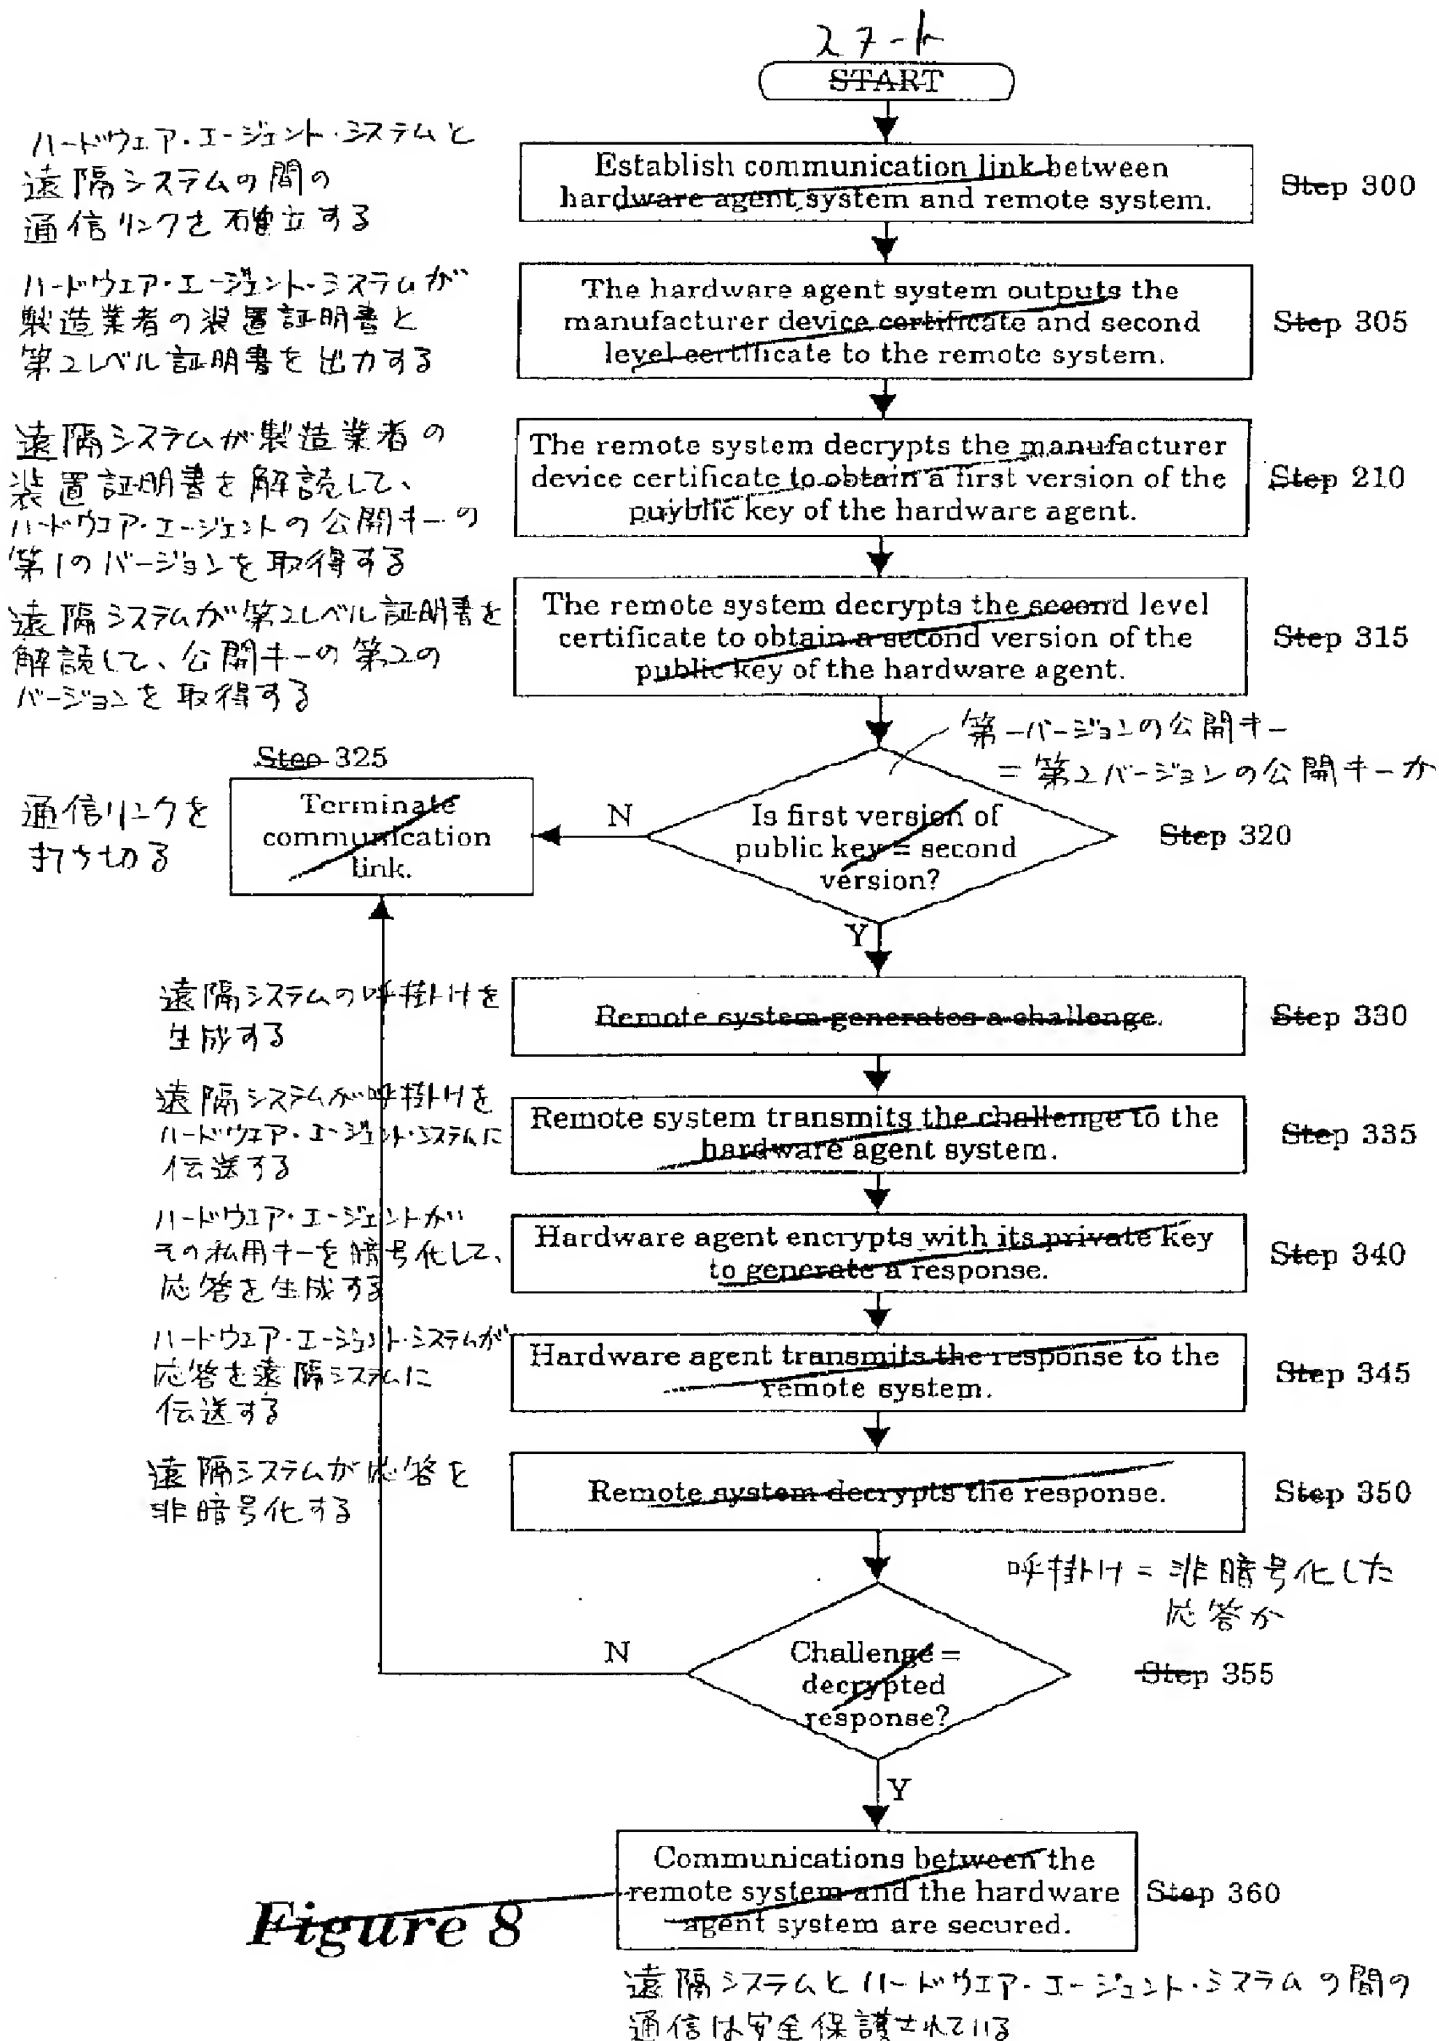 スタート
START
ハードウェア・エージェント・システムと
遠隔システムの間の
通信リンクを確立する
Establish communication link between
hardware agent system and remote system.
Step 300
ハードウェア・エージェント・システムが
製造業者の装置証明書と
第2レベル証明書を出力する
The hardware agent system outputs the
manufacturer device certificate and second
level certificate to the remote system.
Step 305
遠隔システムが製造業者の
装置証明書を解読して、
ハードウェア・エージェントの公開キーの
第1のバージョンを取得する
The remote system decrypts the manufacturer
device certificate to obtain a first version of the
puyblic key of the hardware agent.
Step 210
遠隔システムが第2レベル証明書を
解読して、公開キーの第2の
バージョンを取得する
The remote system decrypts the second level
certificate to obtain a second version of the
public key of the hardware agent.
Step 315
第一バージョンの公開キー
= 第2バージョンの公開キーか
Is first version of
public key = second
version?
Step 320
N
Step 325
通信リンクを
打ち切る
Terminate
communication
link.
Y
遠隔システムの呼掛けを
生成する
Remote system generates a challenge.
Step 330
遠隔システムが呼掛けを
ハードウェア・エージェント・システムに
伝送する
Remote system transmits the challenge to the
hardware agent system.
Step 335
ハードウェア・エージェントが
その私用キーを暗号化して、
応答を生成する
Hardware agent encrypts with its private key
to generate a response.
Step 340
ハードウェア・エージェント・システムが
応答を遠隔システムに
伝送する
Hardware agent transmits the response to the
remote system.
Step 345
遠隔システムが応答を
非暗号化する
Remote system decrypts the response.
Step 350
呼掛け = 非暗号化した
応答か
Challenge =
decrypted
response?
Step 355
N
Y
Communications between the
remote system and the hardware
agent system are secured.
Step 360
Figure 8
遠隔システムとハードウェア・エージェント・システムの間の
通信は安全保護されている